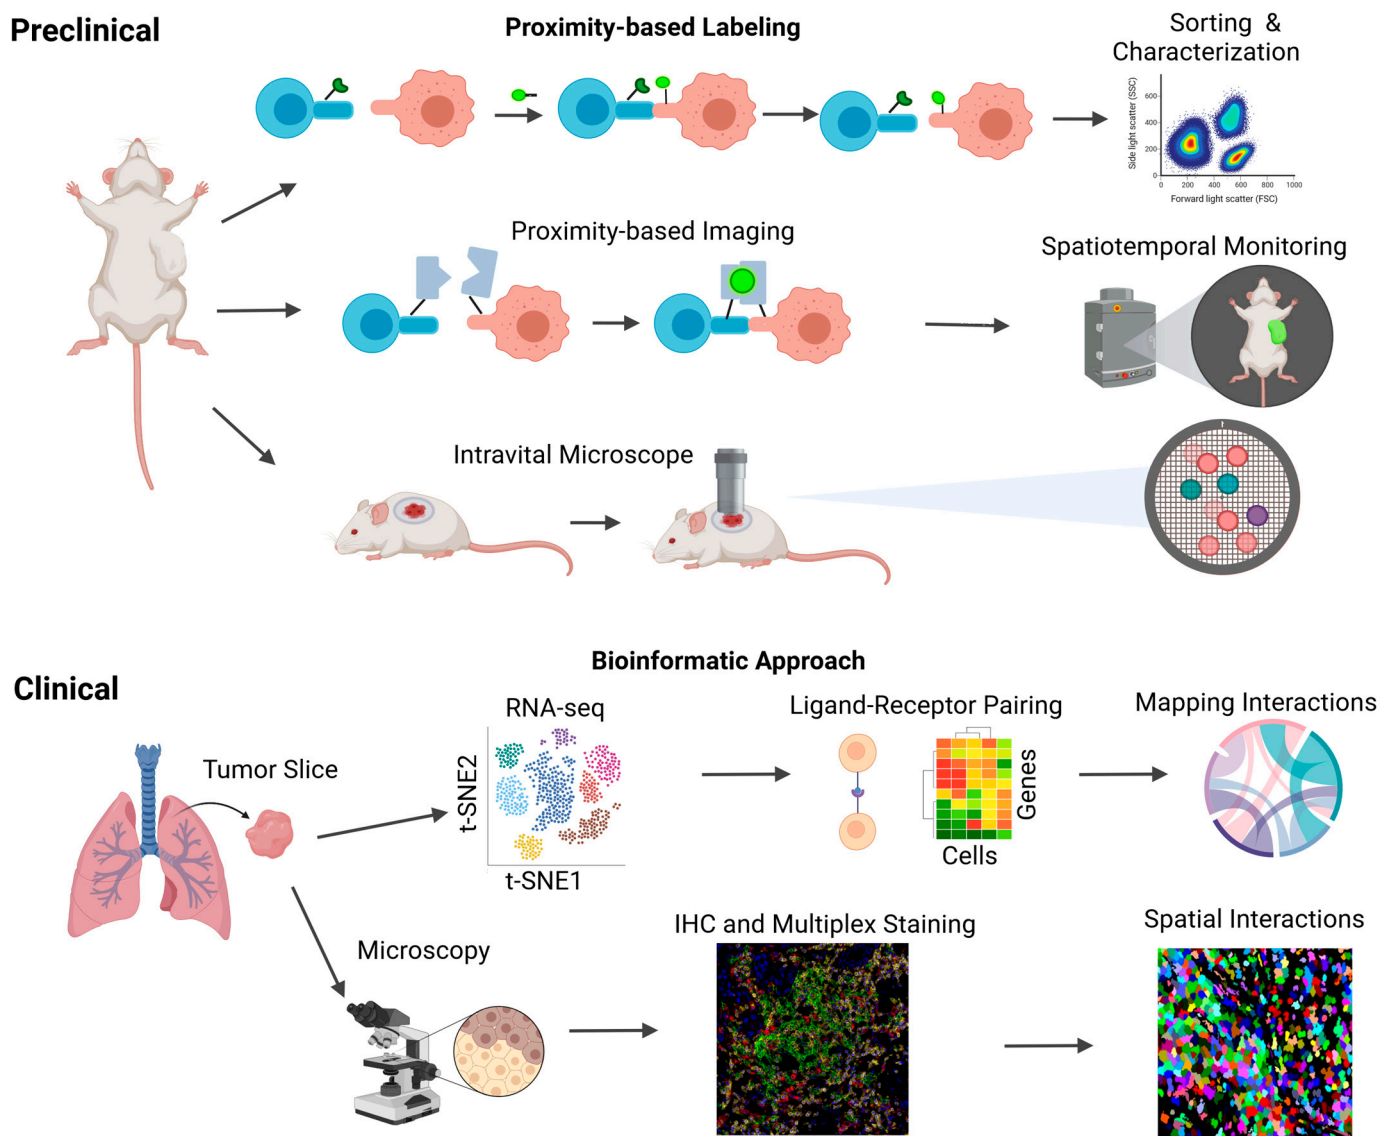 Preclinical
Proximity-based Labeling
Sorting &
Characterization
Side light scatter (SSC)
600
400
200
0
0 200 400 600 800 1000
Forward light scatter (FSC)
Proximity-based Imaging
Spatiotemporal Monitoring
Intravital Microscope
Bioinformatic Approach
Clinical
RNA-seq
Ligand-Receptor Pairing
Mapping Interactions
Tumor Slice
t-SNE2
t-SNE1
Genes
Cells
Microscopy
IHC and Multiplex Staining
Spatial Interactions